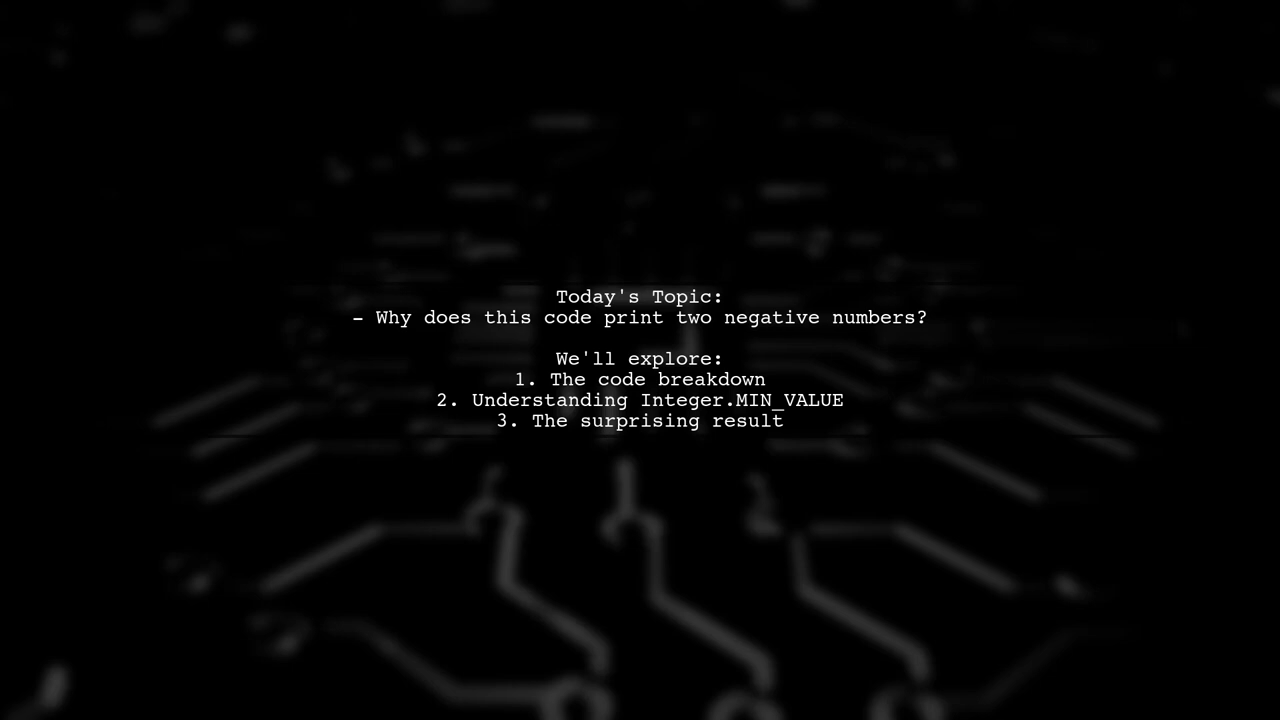 Today's Topic:
- Why does this code print two negative numbers?
We'll explore:
1. The code breakdown
2. Understanding Integer.MIN_VALUE
3. The surprising result